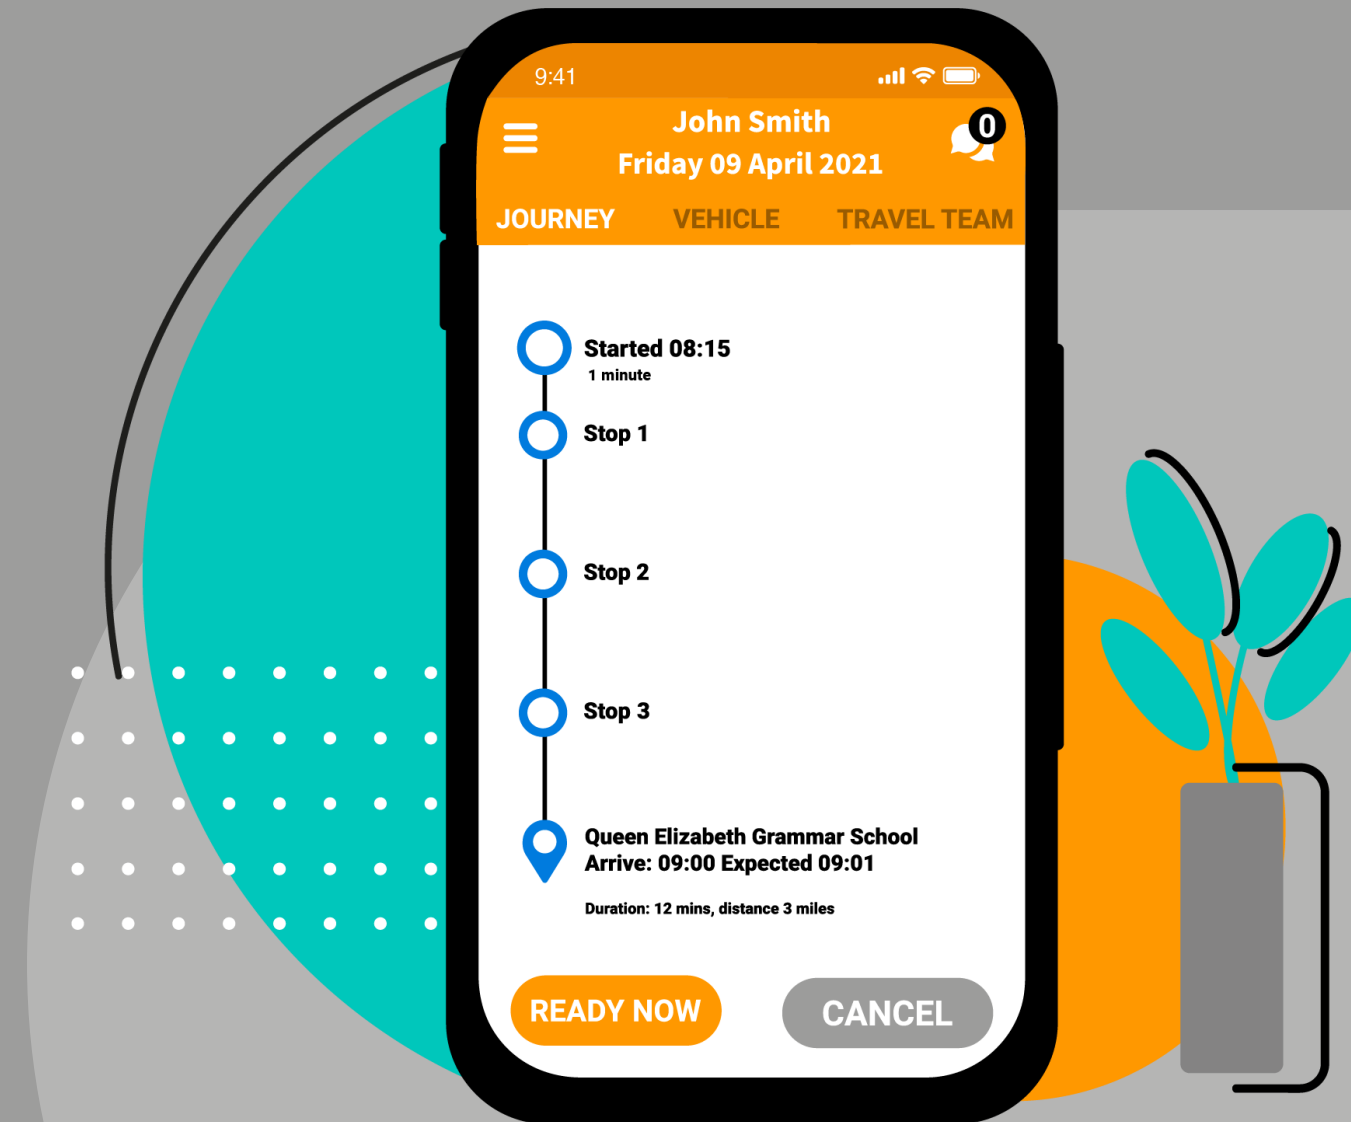 9:41
John Smith
0
Friday 09 April 2021
JOURNEY VEHICLE TRAVEL TEAM
Started 08:15
1 minute
Stop 1
Stop 2
Stop 3
Queen Elizabeth Grammar School
Arrive: 09:00 Expected 09:01
Duration: 12 mins, distance 3 miles
READY NOW CANCEL